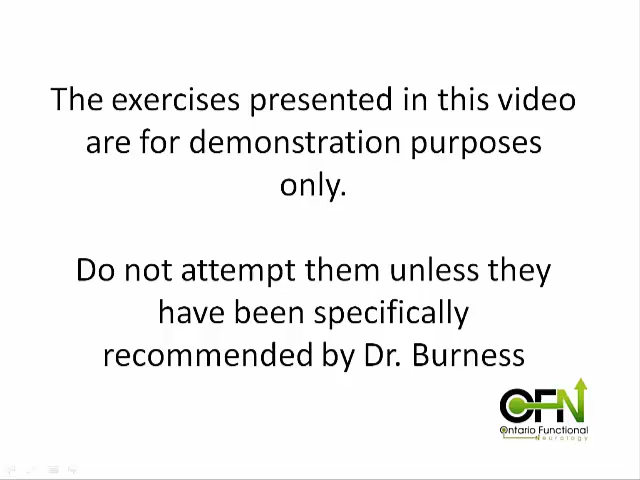 The exercises presented in this video
are for demonstration purposes
only.
Do not attempt them unless they
have been specifically
recommended by Dr. Burness
OFN
Ontario Functional
Neurology